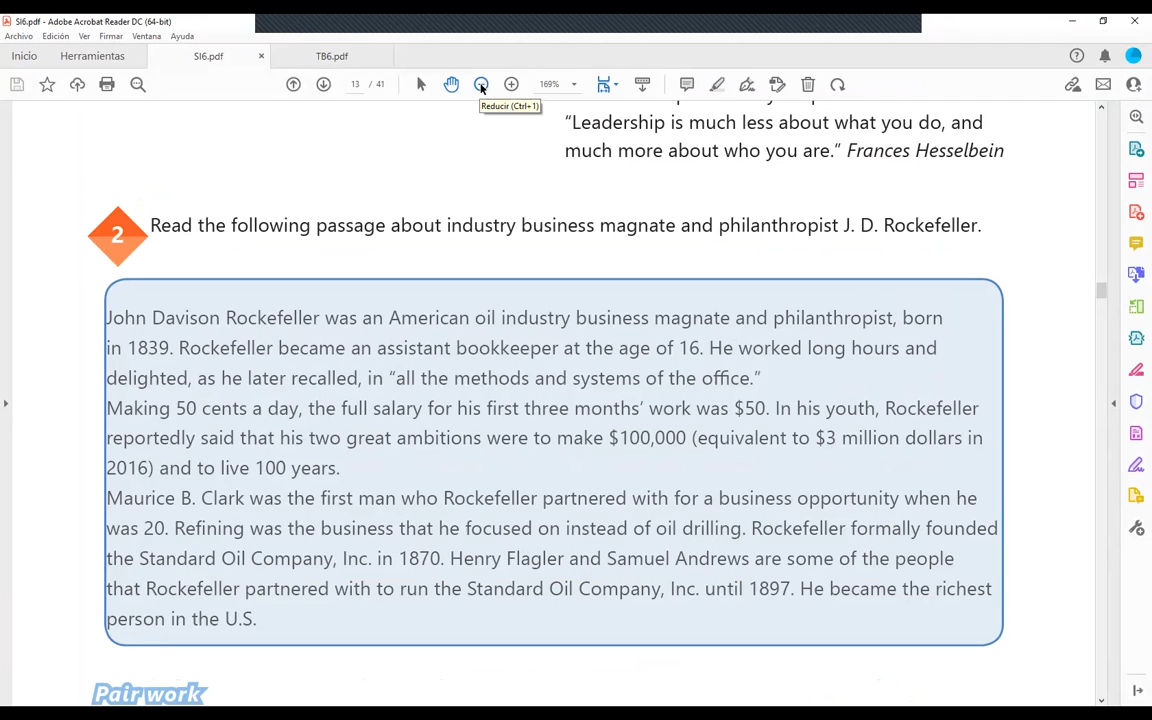 SI6.pdf - Adobe Acrobat Reader DC (64-bit)
Archivo Edición Ver Firmar Ventana Ayuda
Inicio Herramientas SI6.pdf × TB6.pdf
13 / 41 169%
Reducir (Ctrl+1)
“Leadership is much less about what you do, and
much more about who you are.” Frances Hesselbein
2 Read the following passage about industry business magnate and philanthropist J. D. Rockefeller.
John Davison Rockefeller was an American oil industry business magnate and philanthropist, born
in 1839. Rockefeller became an assistant bookkeeper at the age of 16. He worked long hours and
delighted, as he later recalled, in “all the methods and systems of the office.”
Making 50 cents a day, the full salary for his first three months’ work was $50. In his youth, Rockefeller
reportedly said that his two great ambitions were to make $100,000 (equivalent to $3 million dollars in
2016) and to live 100 years.
Maurice B. Clark was the first man who Rockefeller partnered with for a business opportunity when he
was 20. Refining was the business that he focused on instead of oil drilling. Rockefeller formally founded
the Standard Oil Company, Inc. in 1870. Henry Flagler and Samuel Andrews are some of the people
that Rockefeller partnered with to run the Standard Oil Company, Inc. until 1897. He became the richest
person in the U.S.
Pair work